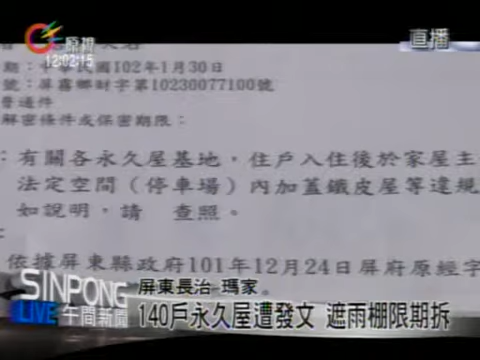 原視
直播
12:02:15
期：中華民國102年1月30日
號：屏霧鄉財字第10230077100號
普通件
解密條件或保密期限：
：有關各永久屋基地，住戶入住後於家屋主
法定空間（停車場）內加蓋鐵皮屋等違規
如說明，請　查照。
依據屏東縣政府101年12月24日屏府原經字
SINPONG
LIVE 午間新聞
屏東長治 瑪家
140戶永久屋遭發文 遮雨棚限期拆